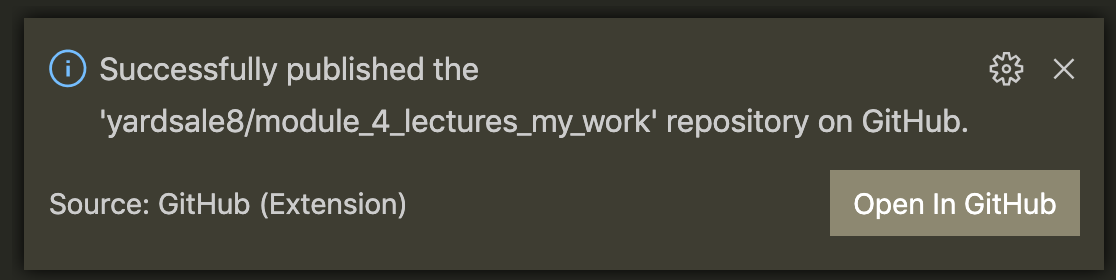 Successfully published the
'yardsale8/module_4_lectures_my_work' repository on GitHub.
Source: GitHub (Extension)
Open In GitHub